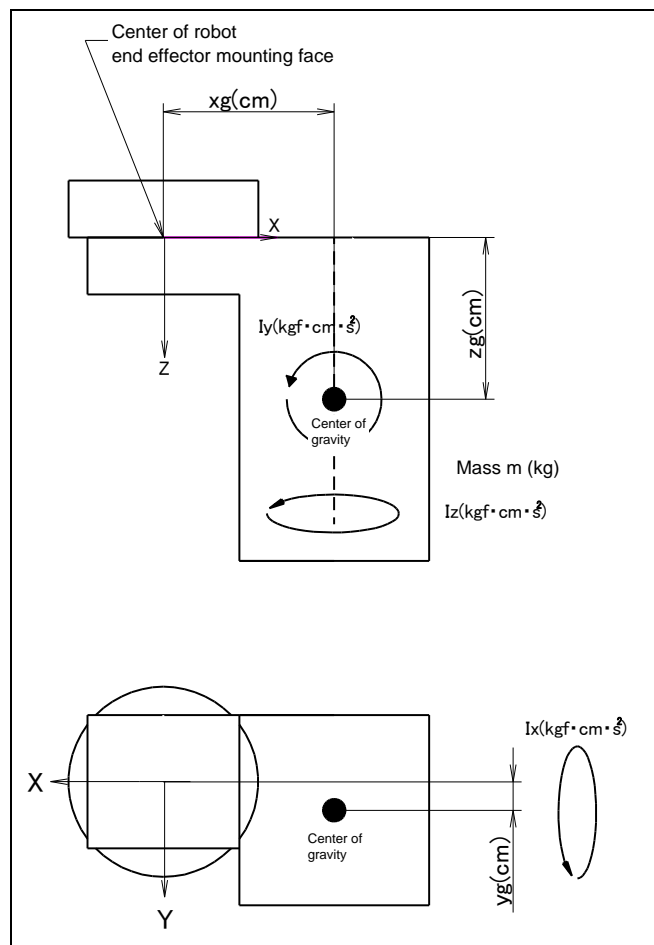 Center of robot
end effector mounting face
xg(cm)
X
zg(cm)
Z
Iy(kgf・cm・s²)
Center of
gravity
Mass m (kg)
Iz(kgf・cm・s²)
Ix(kgf・cm・s²)
X
Center of
gravity
yg(cm)
Y